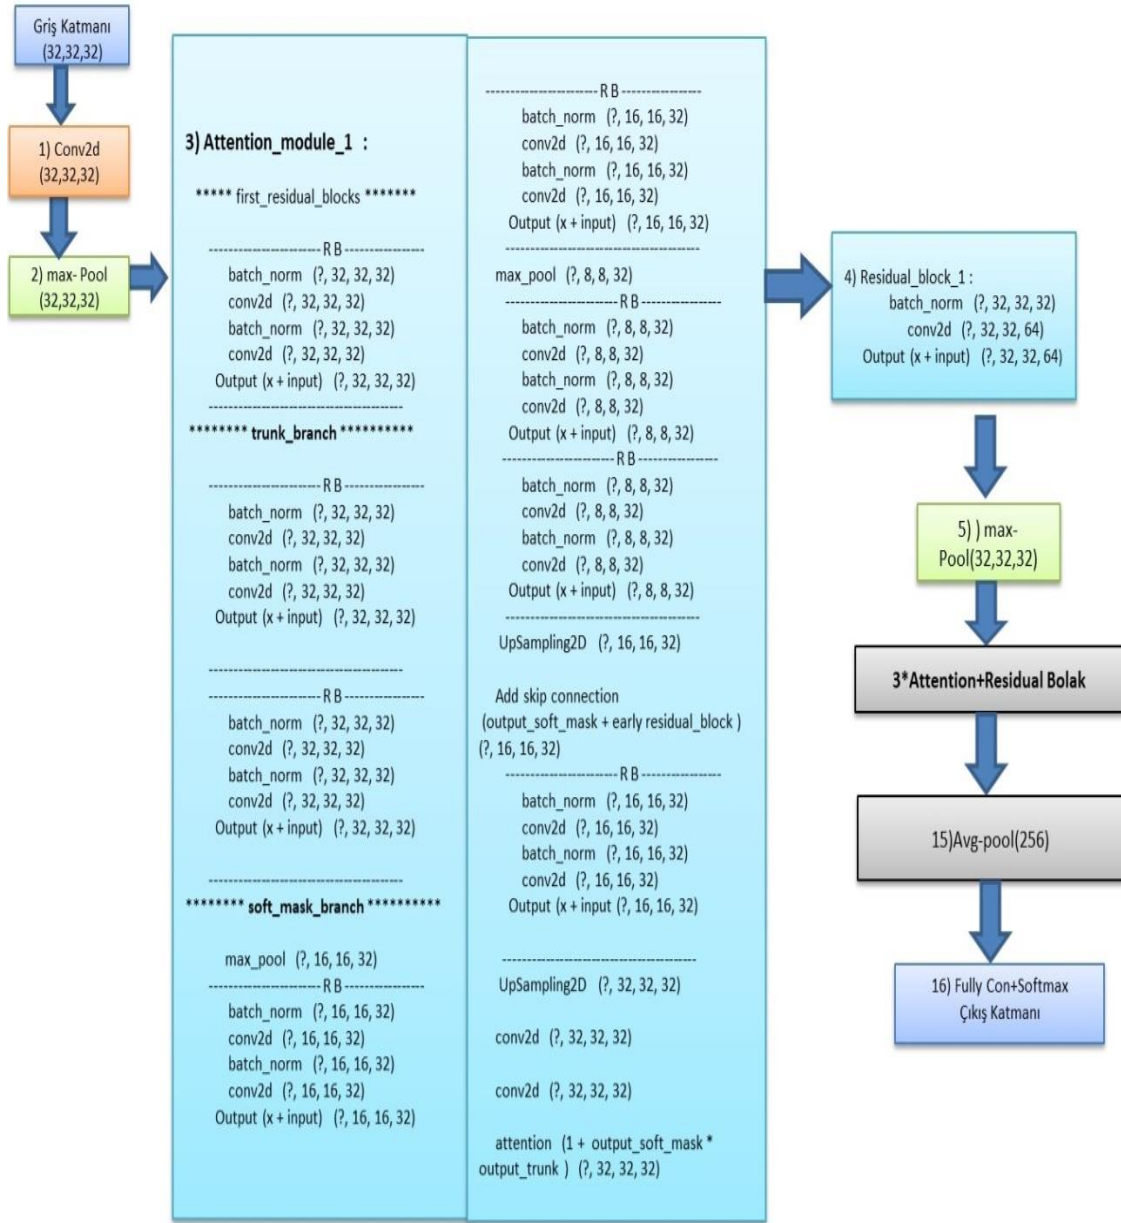 Griş Katmanı
(32,32,32)
1) Conv2d
(32,32,32)
2) max- Pool
(32,32,32)
3) Attention_module_1 :
***** first_residual_blocks *******
------------------------- R B ------------------
batch_norm (?, 32, 32, 32)
conv2d (?, 32, 32, 32)
batch_norm (?, 32, 32, 32)
conv2d (?, 32, 32, 32)
Output (x + input) (?, 32, 32, 32)
-------------------------------------------
******** trunk_branch **********
------------------------- R B ------------------
batch_norm (?, 32, 32, 32)
conv2d (?, 32, 32, 32)
batch_norm (?, 32, 32, 32)
conv2d (?, 32, 32, 32)
Output (x + input) (?, 32, 32, 32)
-------------------------------------------
------------------------- R B ------------------
batch_norm (?, 32, 32, 32)
conv2d (?, 32, 32, 32)
batch_norm (?, 32, 32, 32)
conv2d (?, 32, 32, 32)
Output (x + input) (?, 32, 32, 32)
-------------------------------------------
******** soft_mask_branch **********
max_pool (?, 16, 16, 32)
------------------------- R B ------------------
batch_norm (?, 16, 16, 32)
conv2d (?, 16, 16, 32)
batch_norm (?, 16, 16, 32)
conv2d (?, 16, 16, 32)
Output (x + input) (?, 16, 16, 32)
------------------------- R B ------------------
batch_norm (?, 16, 16, 32)
conv2d (?, 16, 16, 32)
batch_norm (?, 16, 16, 32)
conv2d (?, 16, 16, 32)
Output (x + input) (?, 16, 16, 32)
-------------------------------------------
max_pool (?, 8, 8, 32)
------------------------- R B ------------------
batch_norm (?, 8, 8, 32)
conv2d (?, 8, 8, 32)
batch_norm (?, 8, 8, 32)
conv2d (?, 8, 8, 32)
Output (x + input) (?, 8, 8, 32)
------------------------- R B ------------------
batch_norm (?, 8, 8, 32)
conv2d (?, 8, 8, 32)
batch_norm (?, 8, 8, 32)
conv2d (?, 8, 8, 32)
Output (x + input) (?, 8, 8, 32)
-------------------------------------------
UpSampling2D (?, 16, 16, 32)
Add skip connection
(output_soft_mask + early residual_block )
(?, 16, 16, 32)
------------------------- R B ------------------
batch_norm (?, 16, 16, 32)
conv2d (?, 16, 16, 32)
batch_norm (?, 16, 16, 32)
conv2d (?, 16, 16, 32)
Output (x + input (?, 16, 16, 32)
-------------------------------------------
UpSampling2D (?, 32, 32, 32)
conv2d (?, 32, 32, 32)
conv2d (?, 32, 32, 32)
attention (1 + output_soft_mask *
output_trunk ) (?, 32, 32, 32)
4) Residual_block_1 :
batch_norm (?, 32, 32, 32)
conv2d (?, 32, 32, 64)
Output (x + input) (?, 32, 32, 64)
5) ) max-
Pool(32,32,32)
3*Attention+Residual Bolak
15)Avg-pool(256)
16) Fully Con+Softmax
Çıkış Katmanı